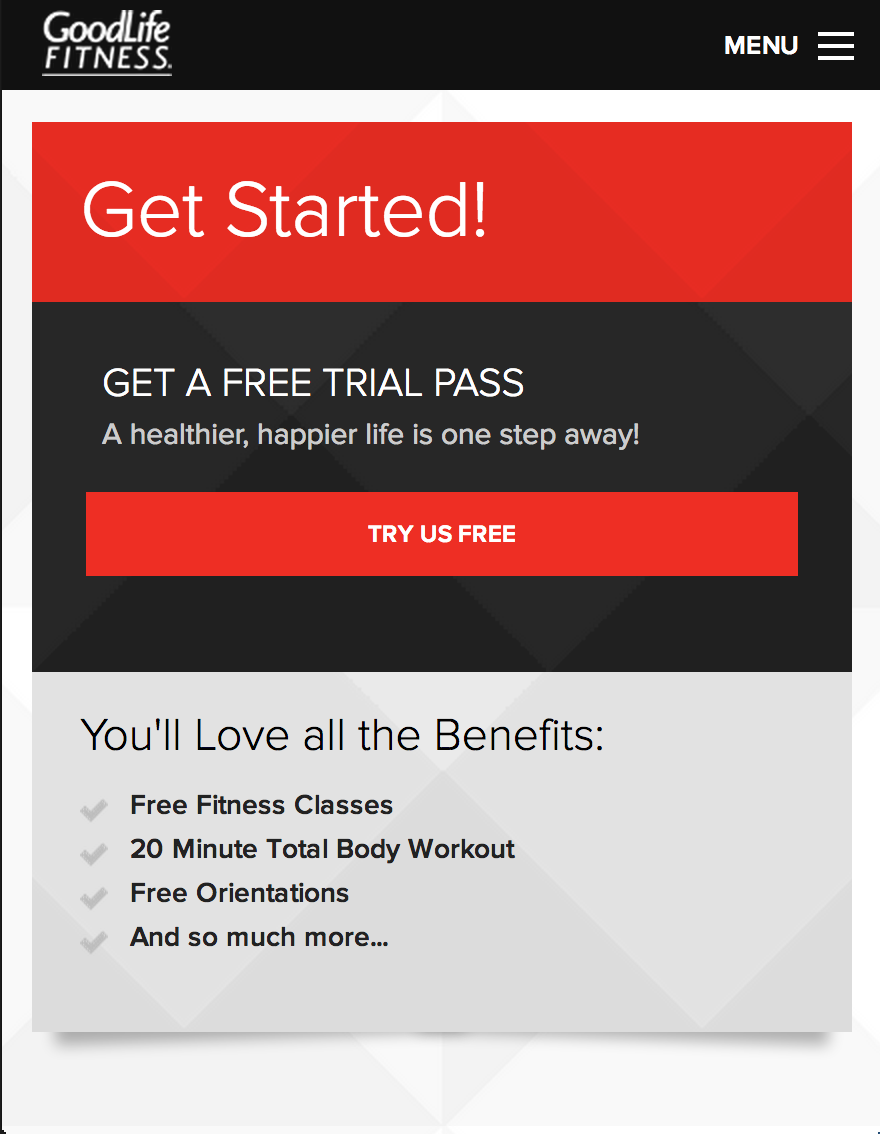 GoodLife
FITNESS.
MENU
Get Started!
GET A FREE TRIAL PASS
A healthier, happier life is one step away!
TRY US FREE
You'll Love all the Benefits:
Free Fitness Classes
20 Minute Total Body Workout
Free Orientations
And so much more...